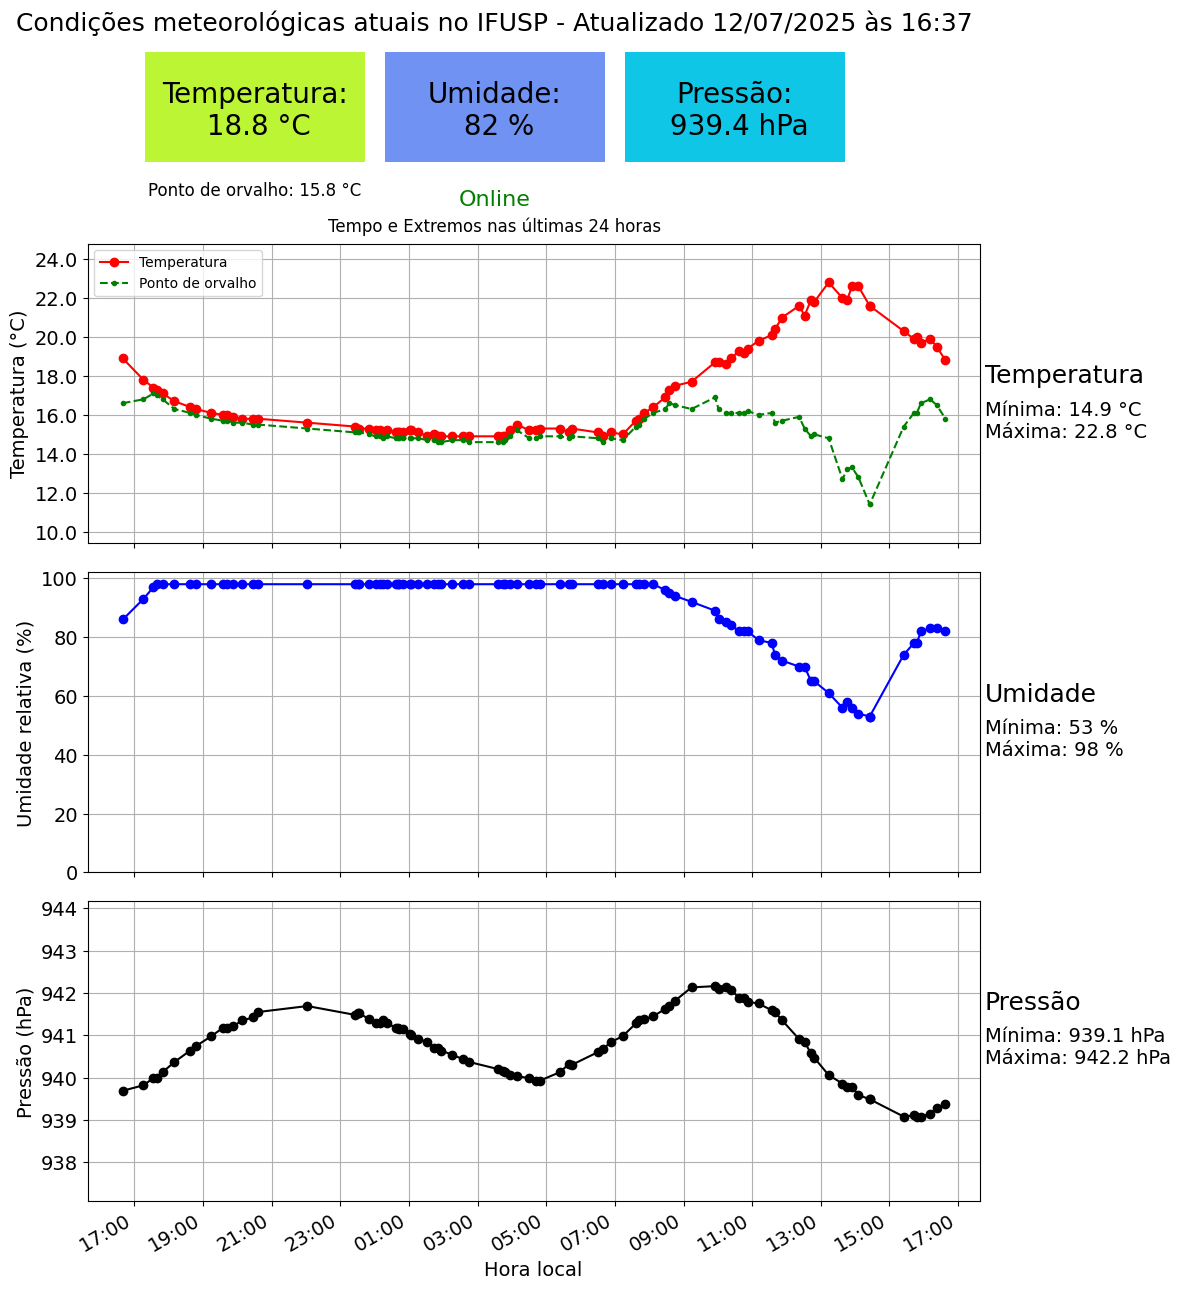 Condições meteorológicas atuais no IFUSP - Atualizado 12/07/2025 às 16:37
Temperatura:
18.8 °C
Umidade:
82 %
Pressão:
939.4 hPa
Ponto de orvalho: 15.8 °C
Online
Tempo e Extremos nas últimas 24 horas
Temperatura (°C)
24.0
22.0
20.0
18.0
16.0
14.0
12.0
10.0
Temperatura
Ponto de orvalho
Temperatura
Mínima: 14.9 °C
Máxima: 22.8 °C
Umidade relativa (%)
100
80
60
40
20
0
Umidade
Mínima: 53 %
Máxima: 98 %
Pressão (hPa)
944
943
942
941
940
939
938
Pressão
Mínima: 939.1 hPa
Máxima: 942.2 hPa
17:00 19:00 21:00 23:00 01:00 03:00 05:00 07:00 09:00 11:00 13:00 15:00 17:00
Hora local